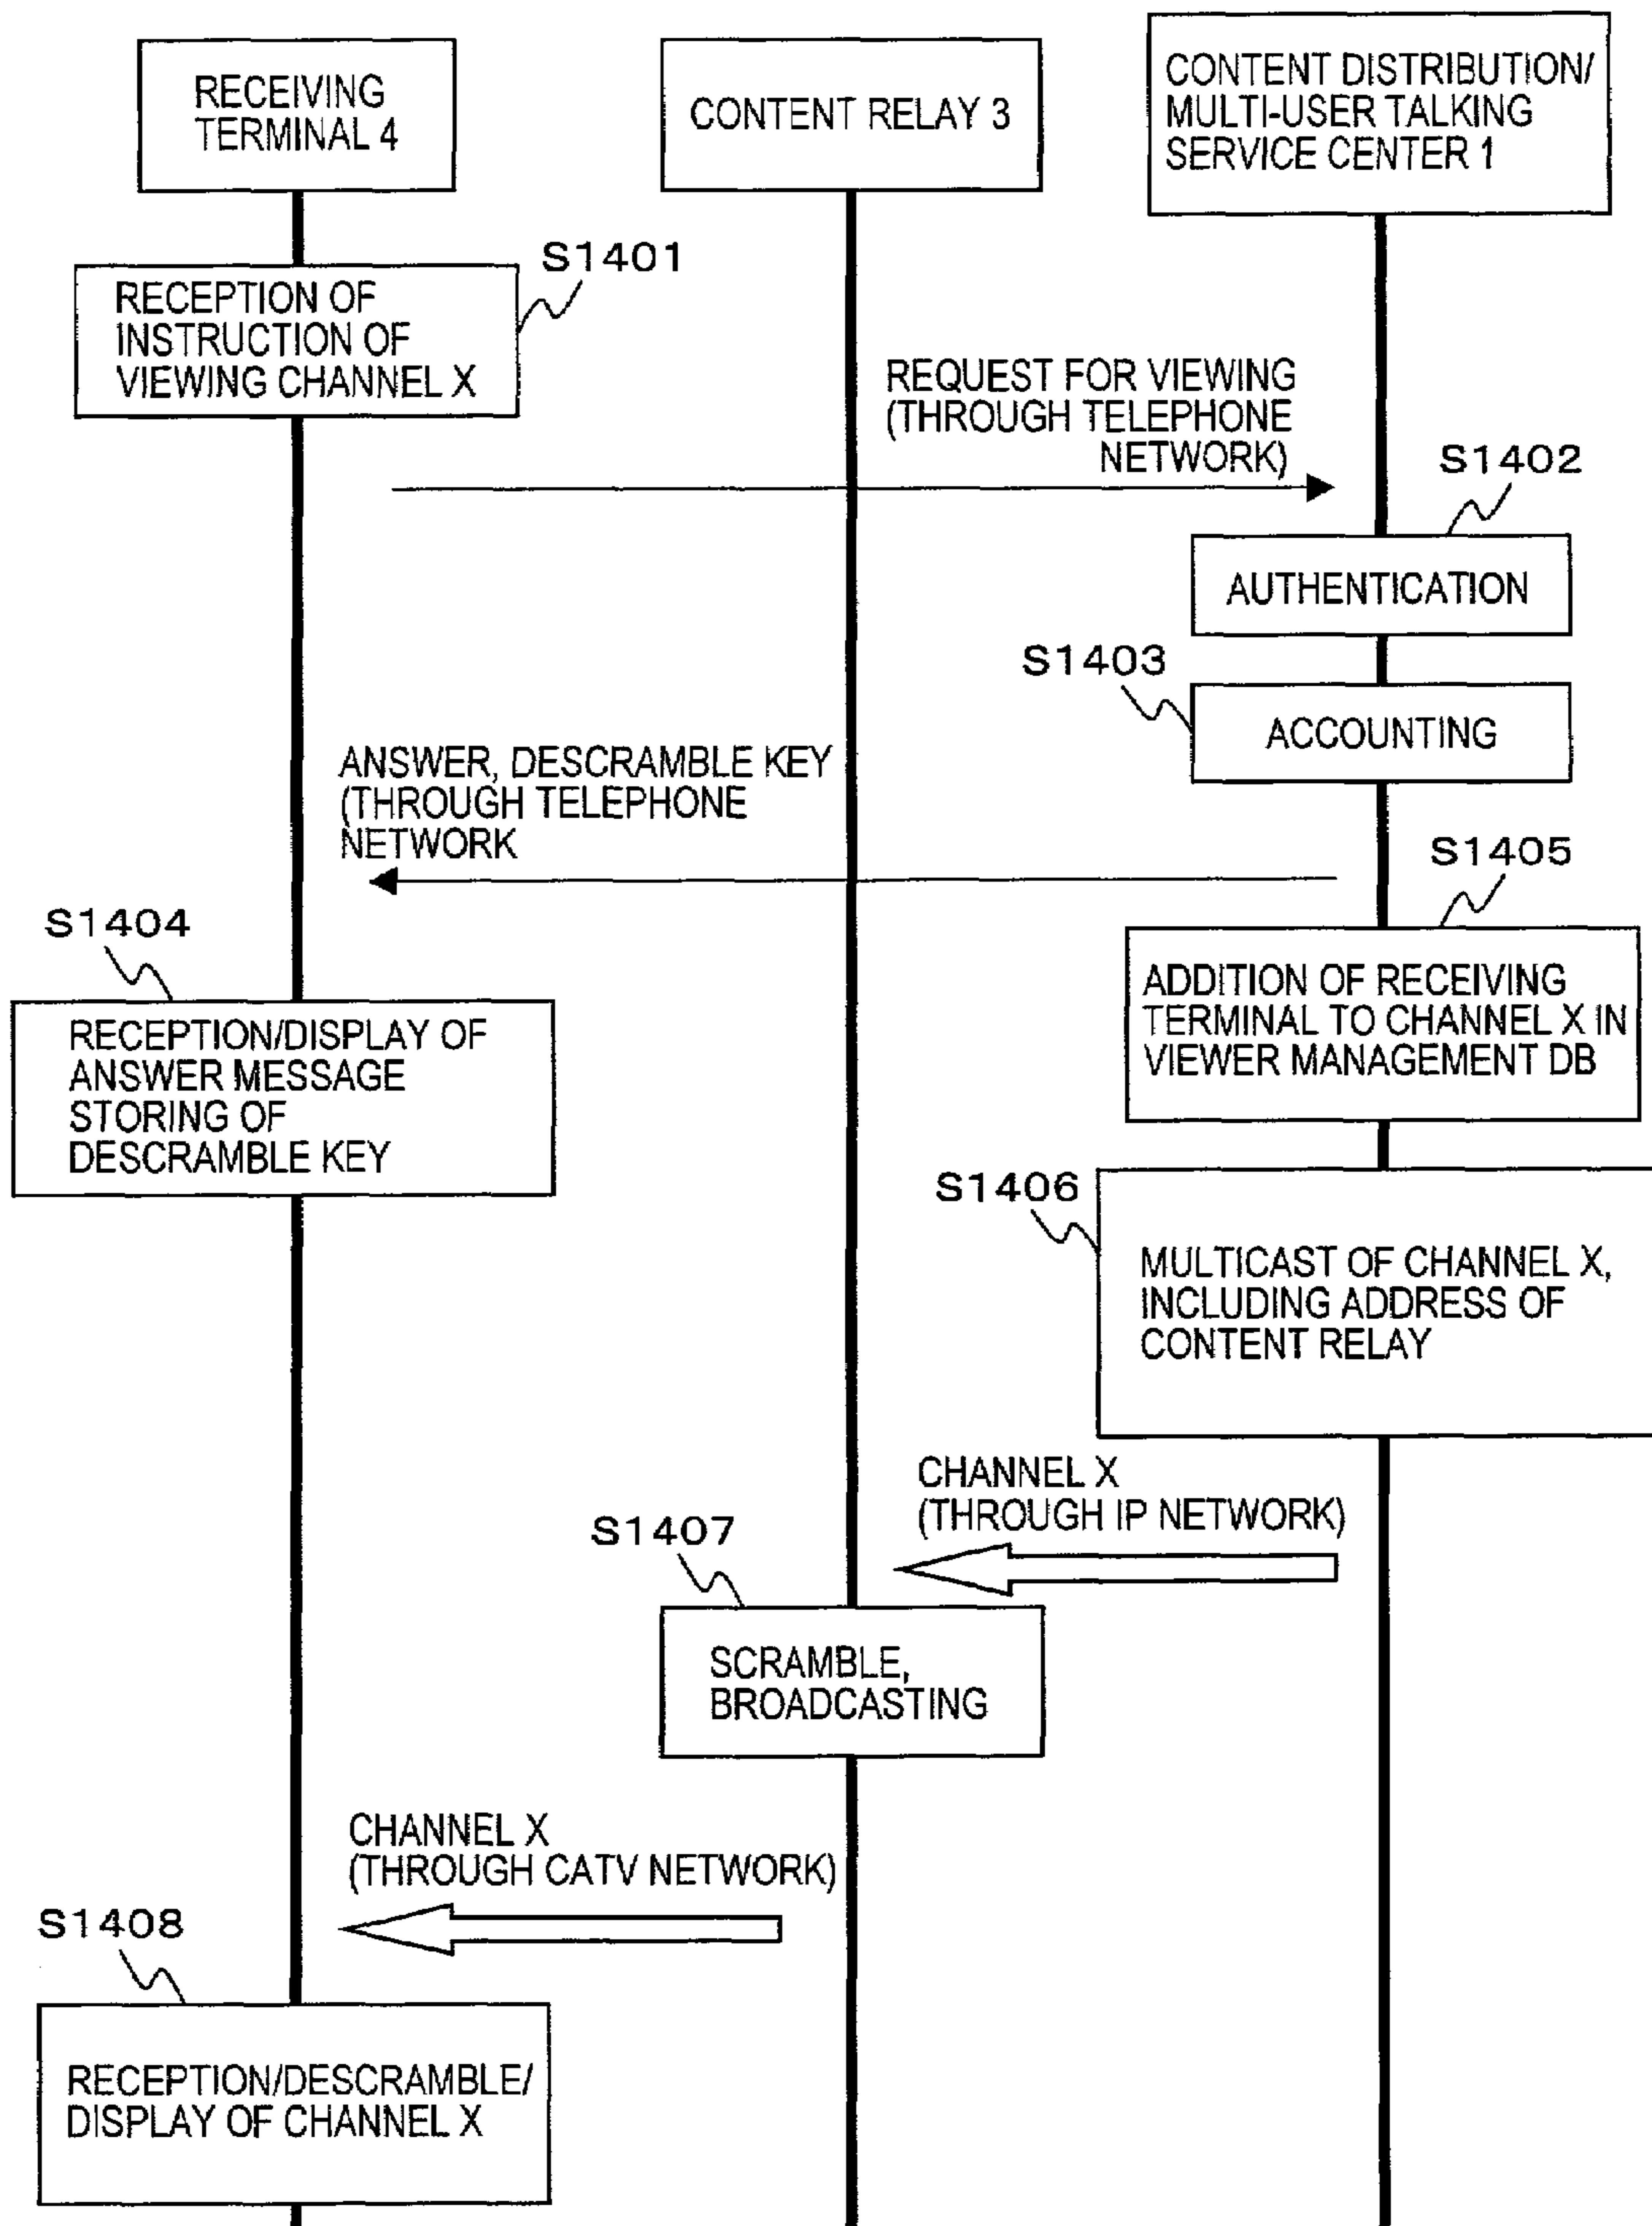 RECEIVING
TERMINAL 4
CONTENT RELAY 3
CONTENT DISTRIBUTION/
MULTI-USER TALKING
SERVICE CENTER 1
S1401
RECEPTION OF
INSTRUCTION OF
VIEWING CHANNEL X
REQUEST FOR VIEWING
(THROUGH TELEPHONE
NETWORK)
S1402
AUTHENTICATION
S1403
ACCOUNTING
ANSWER, DESCRAMBLE KEY
(THROUGH TELEPHONE
NETWORK
S1405
S1404
ADDITION OF RECEIVING
TERMINAL TO CHANNEL X IN
VIEWER MANAGEMENT DB
RECEPTION/DISPLAY OF
ANSWER MESSAGE
STORING OF
DESCRAMBLE KEY
S1406
MULTICAST OF CHANNEL X,
INCLUDING ADDRESS OF
CONTENT RELAY
CHANNEL X
(THROUGH IP NETWORK)
S1407
SCRAMBLE,
BROADCASTING
CHANNEL X
(THROUGH CATV NETWORK)
S1408
RECEPTION/DESCRAMBLE/
DISPLAY OF CHANNEL X